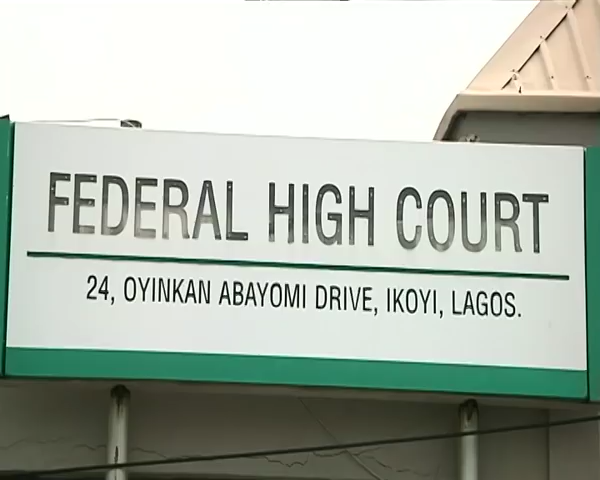 FEDERAL HIGH COURT
24, OYINKAN ABAYOMI DRIVE, IKOYI, LAGOS.